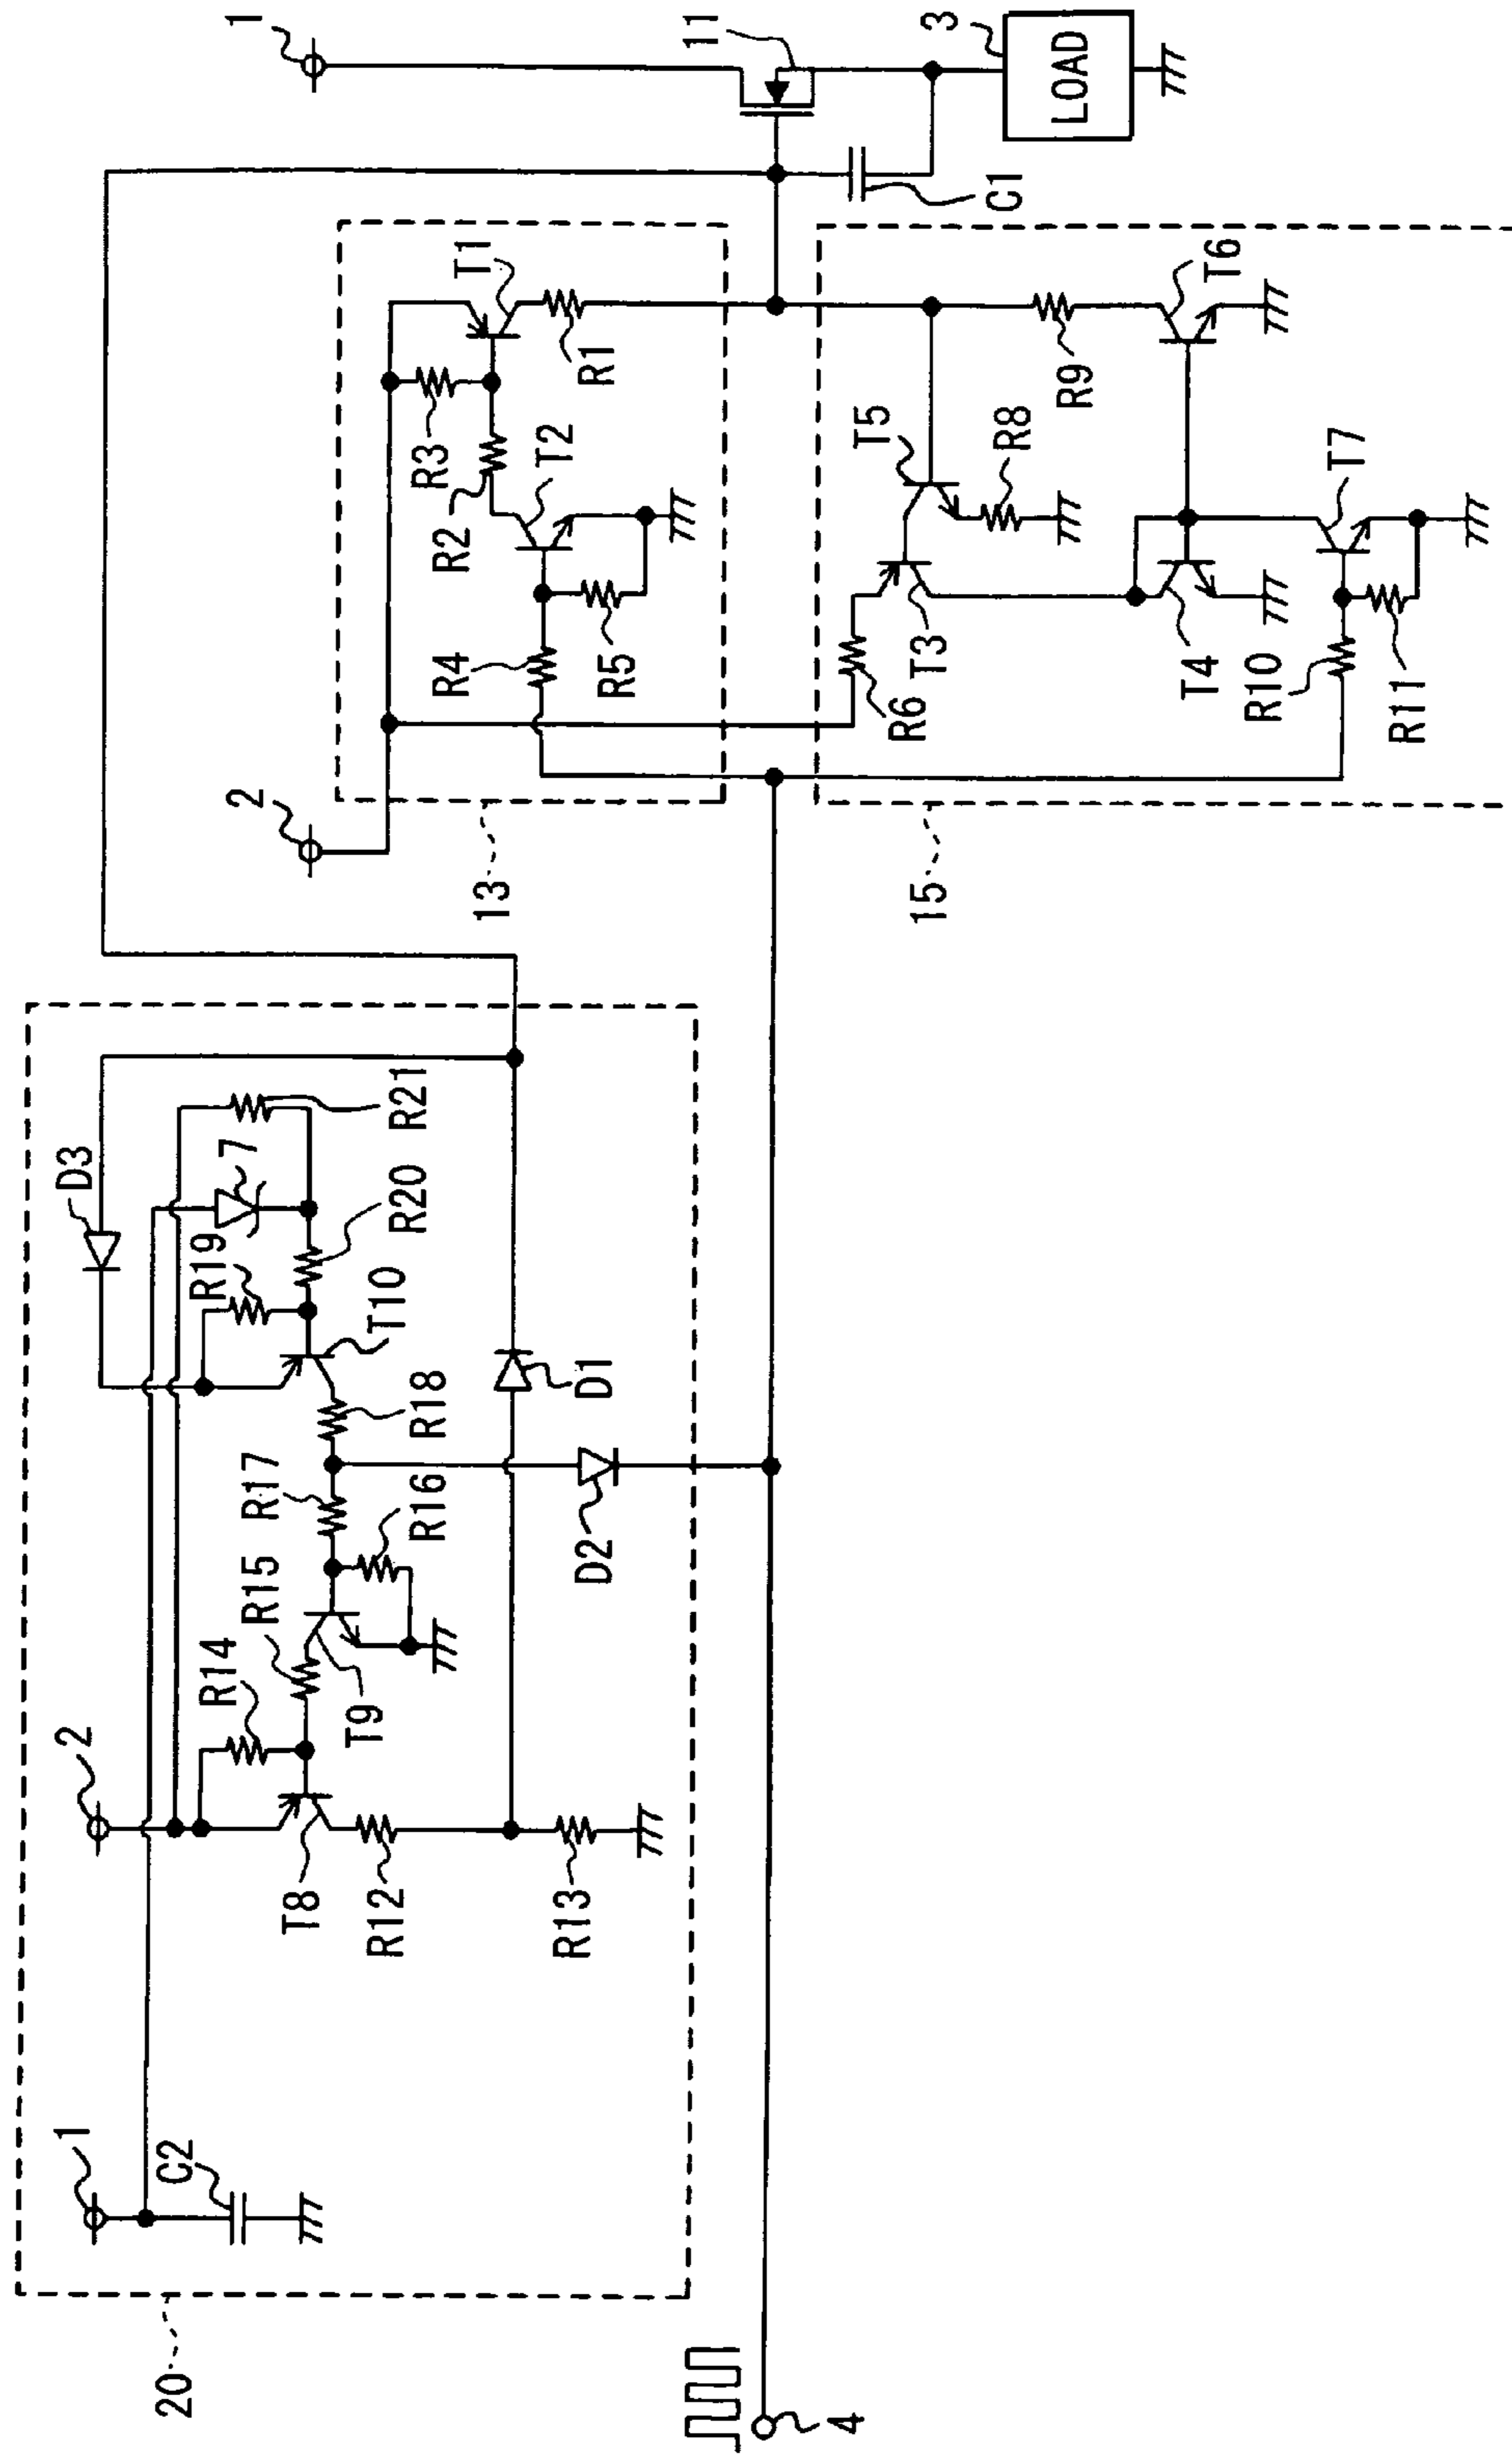 1
11
3
LOAD
C1
T1
R1
R3
R2
T2
R4
R5
2
13
T5
R8
R9
T6
T3
R6
T4
T7
R10
R11
15
D3
R21
7
R20
R19
T10
R18
R17
R16
R15
D1
D2
R14
T9
2
T8
R12
R13
1
C2
20
4